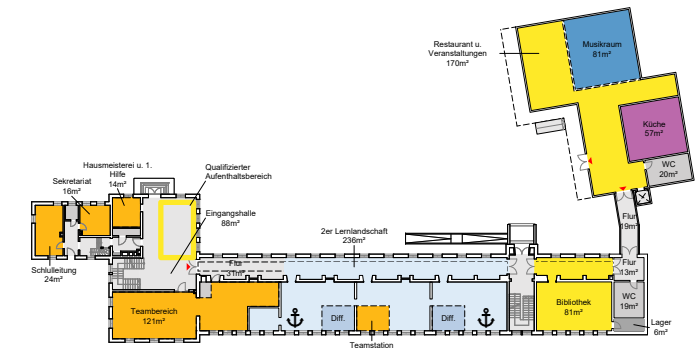 Restaurant u.
Veranstaltungen
170m²
Musikraum
81m²
Küche
57m²
WC
20m²
Hausmeisterei u. 1.
Hilfe
14m²
Qualifizierter
Aufenthaltsbereich
Sekretariat
16m²
Eingangshalle
88m²
Flur
19m²
2er Lernlandschaft
236m²
Schlulleitung
24m²
Flur
31m²
Flur
13m²
Teambereich
121m²
Bibliothek
81m²
WC
19m²
Diff.
Diff.
Lager
6m²
Teamstation